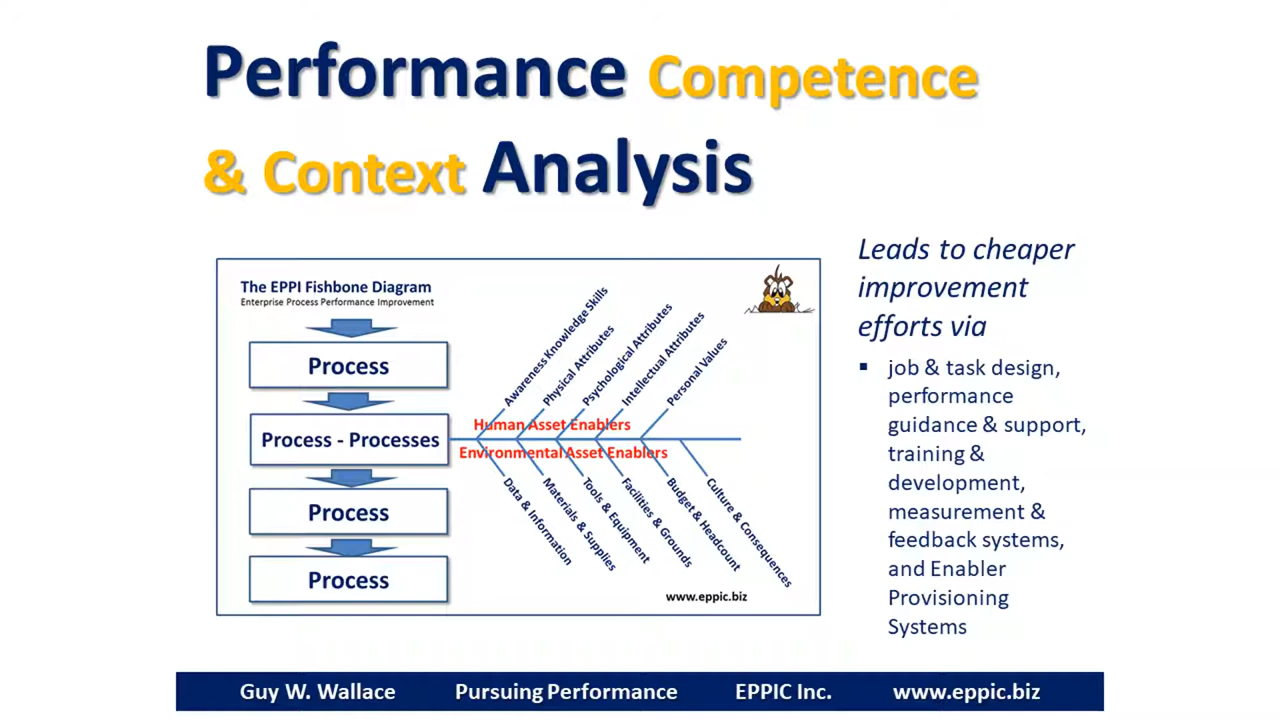 Performance Competence
& Context Analysis
The EPPI Fishbone Diagram
Enterprise Process Performance Improvement
Process
Process - Processes
Process
Process
Awareness Knowledge Skills
Physical Attributes
Psychological Attributes
Intellectual Attributes
Personal Values
Human Asset Enablers
Environmental Asset Enablers
Data & Information
Materials & Supplies
Tools & Equipment
Facilities & Grounds
Budget & Headcount
Culture & Consequences
www.eppic.biz
Leads to cheaper
improvement
efforts via
▪ job & task design,
performance
guidance & support,
training &
development,
measurement &
feedback systems,
and Enabler
Provisioning
Systems
Guy W. Wallace Pursuing Performance EPPIC Inc. www.eppic.biz